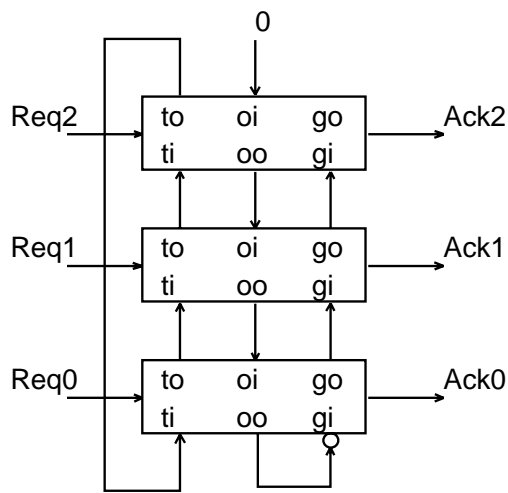 0
Req2 to oi go Ack2
ti oo gi
Req1 to oi go Ack1
ti oo gi
Req0 to oi go Ack0
ti oo gi